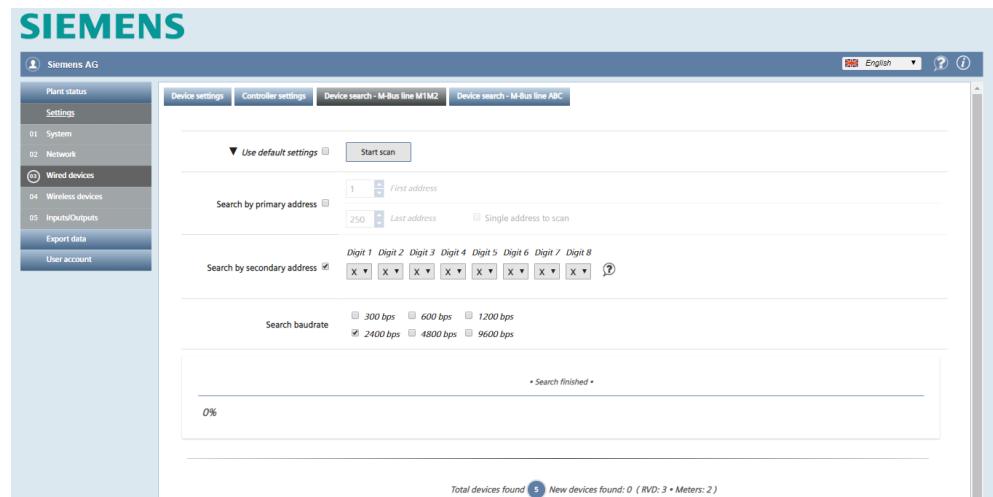 SIEMENS
Siemens AG
English
Plant status
Settings
01 System
02 Network
03 Wired devices
04 Wireless devices
05 Inputs/Outputs
Export data
User account
Device settings Controller settings Device search - M-Bus line M1M2 Device search - M-Bus line ABC
▼ Use default settings Start scan
Search by primary address
1 First address
250 Last address Single address to scan
Search by secondary address
Digit 1 Digit 2 Digit 3 Digit 4 Digit 5 Digit 6 Digit 7 Digit 8
X ▼ X ▼ X ▼ X ▼ X ▼ X ▼ X ▼ X ▼ ?
Search baudrate
300 bps 600 bps 1200 bps
2400 bps 4800 bps 9600 bps
• Search finished •
0%
Total devices found 5 New devices found: 0 ( RVD: 3 • Meters: 2 )